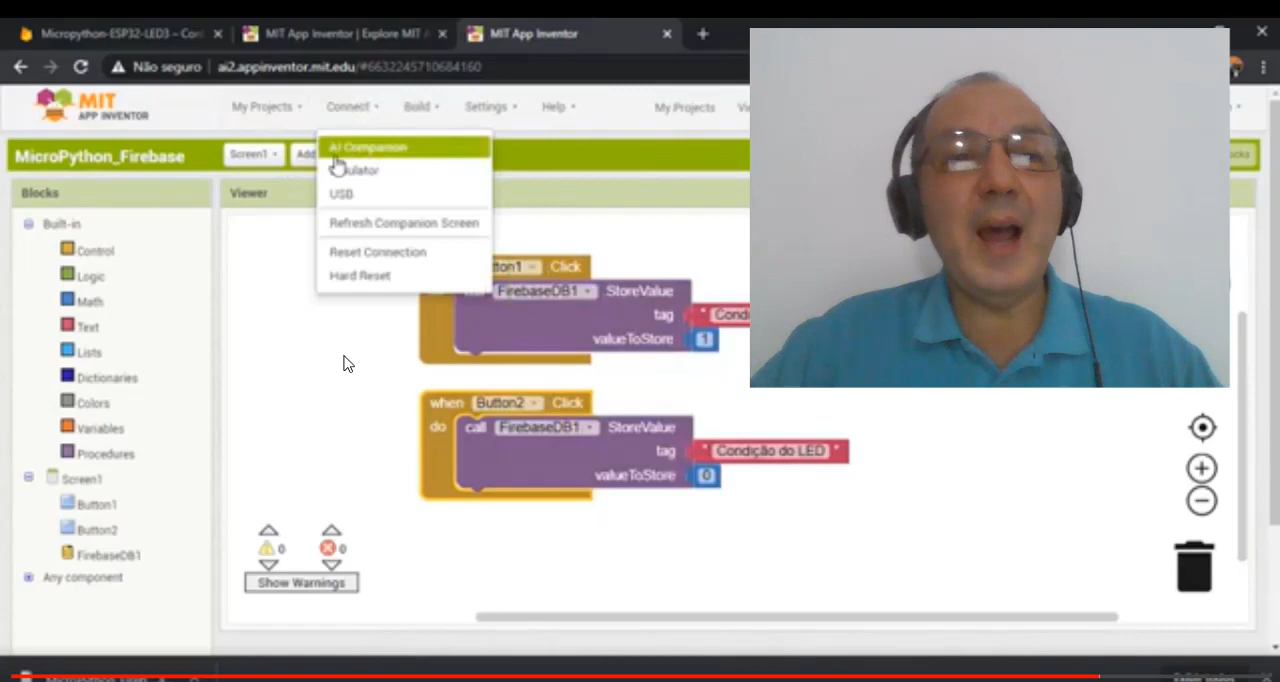 Micropython-ESP32-LED3 – Con
MIT App Inventor | Explore MIT A
MIT App Inventor
Não seguro | ai2.appinventor.mit.edu/#6632245710684160
MIT
APP INVENTOR
My Projects
Connect
Build
Settings
Help
My Projects
MicroPython_Firebase
Screen1
Add
AI Companion
ulator
USB
Refresh Companion Screen
Reset Connection
Hard Reset
Blocks
Viewer
Built-in
Control
Logic
Math
Text
Lists
Dictionaries
Colors
Variables
Procedures
Screen1
Button1
Button2
FirebaseDB1
Any component
tton1 Click
FirebaseDB1 .StoreValue
tag " Condi
valueToStore 1
when Button2 .Click
do call FirebaseDB1 .StoreValue
tag " Condição do LED "
valueToStore 0
0 0
Show Warnings